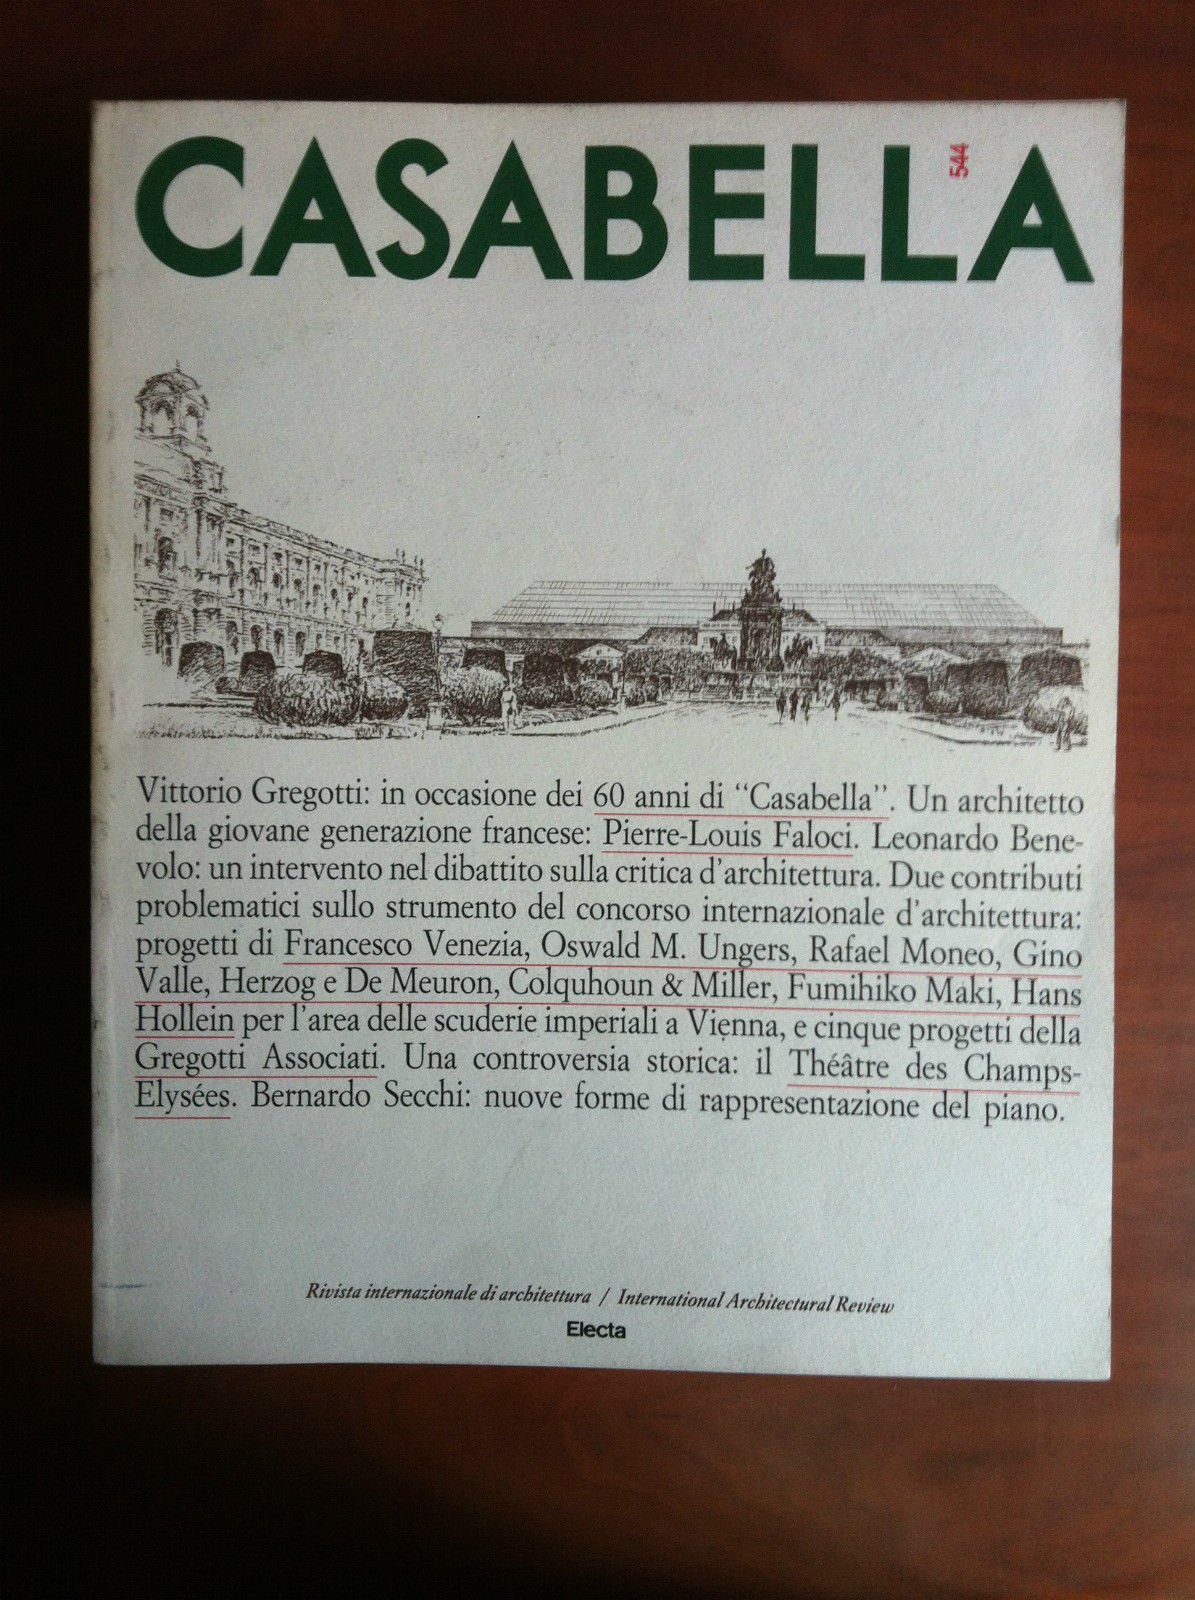 CASABELLA
544
Vittorio Gregotti: in occasione dei 60 anni di “Casabella”. Un architetto
della giovane generazione francese: Pierre-Louis Faloci. Leonardo Bene-
volo: un intervento nel dibattito sulla critica d’architettura. Due contributi
problematici sullo strumento del concorso internazionale d’architettura:
progetti di Francesco Venezia, Oswald M. Ungers, Rafael Moneo, Gino
Valle, Herzog e De Meuron, Colquhoun & Miller, Fumihiko Maki, Hans
Hollein per l’area delle scuderie imperiali a Vienna, e cinque progetti della
Gregotti Associati. Una controversia storica: il Théâtre des Champs-
Elysées. Bernardo Secchi: nuove forme di rappresentazione del piano.
Rivista internazionale di architettura / International Architectural Review
Electa